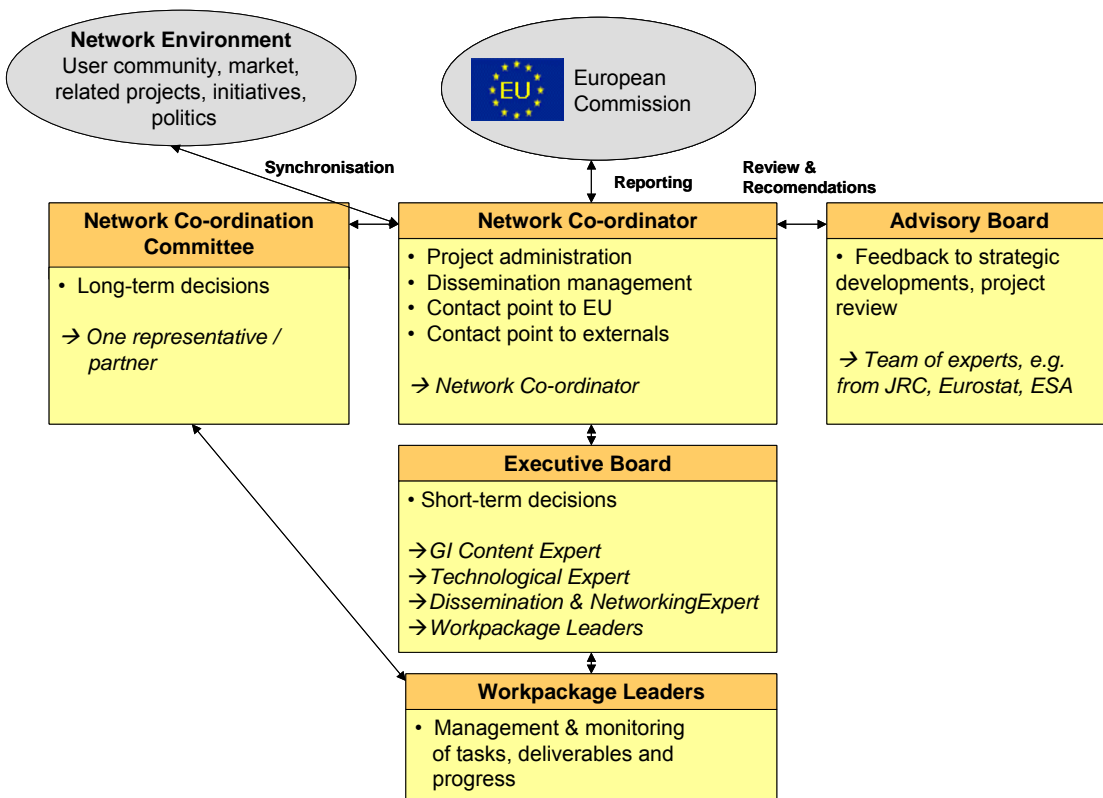 Network Environment
User community, market,
related projects, initiatives,
politics
EU
European
Commission
Synchronisation
Reporting
Review &
Recomendations
Network Co-ordination
Committee
• Long-term decisions
→ One representative /
partner
Network Co-ordinator
• Project administration
• Dissemination management
• Contact point to EU
• Contact point to externals
→ Network Co-ordinator
Advisory Board
• Feedback to strategic
developments, project
review
→ Team of experts, e.g.
from JRC, Eurostat, ESA
Executive Board
• Short-term decisions
→ GI Content Expert
→ Technological Expert
→ Dissemination & NetworkingExpert
→ Workpackage Leaders
Workpackage Leaders
• Management & monitoring
of tasks, deliverables and
progress